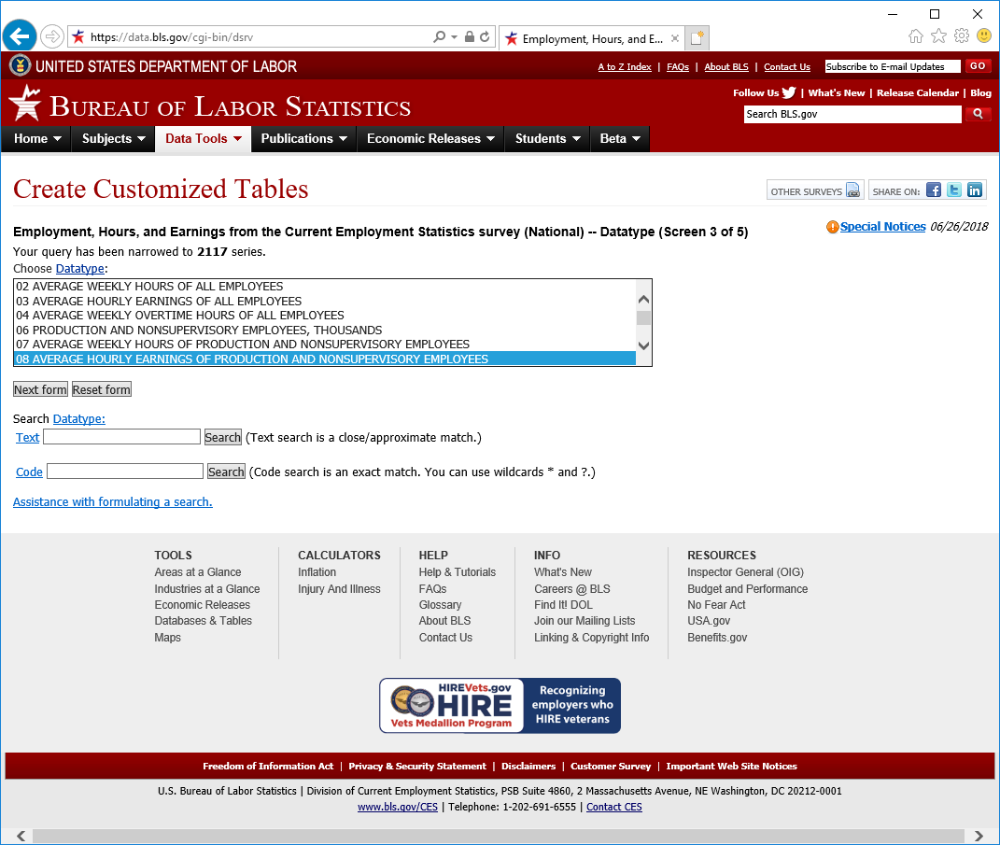 https://data.bls.gov/cgi-bin/dsrv
Employment, Hours, and E...
UNITED STATES DEPARTMENT OF LABOR
A to Z Index | FAQs | About BLS | Contact Us
Subscribe to E-mail Updates GO
BUREAU OF LABOR STATISTICS
Follow Us | What's New | Release Calendar | Blog
Search BLS.gov
Home Subjects Data Tools Publications Economic Releases Students Beta
Create Customized Tables
OTHER SURVEYS SHARE ON:
Employment, Hours, and Earnings from the Current Employment Statistics survey (National) -- Datatype (Screen 3 of 5)
Special Notices 06/26/2018
Your query has been narrowed to 2117 series.
Choose Datatype:
02 AVERAGE WEEKLY HOURS OF ALL EMPLOYEES
03 AVERAGE HOURLY EARNINGS OF ALL EMPLOYEES
04 AVERAGE WEEKLY OVERTIME HOURS OF ALL EMPLOYEES
06 PRODUCTION AND NONSUPERVISORY EMPLOYEES, THOUSANDS
07 AVERAGE WEEKLY HOURS OF PRODUCTION AND NONSUPERVISORY EMPLOYEES
08 AVERAGE HOURLY EARNINGS OF PRODUCTION AND NONSUPERVISORY EMPLOYEES
Next form Reset form
Search Datatype:
Text Search (Text search is a close/approximate match.)
Code Search (Code search is an exact match. You can use wildcards * and ?.)
Assistance with formulating a search.
TOOLS
Areas at a Glance
Industries at a Glance
Economic Releases
Databases & Tables
Maps
CALCULATORS
Inflation
Injury And Illness
HELP
Help & Tutorials
FAQs
Glossary
About BLS
Contact Us
INFO
What's New
Careers @ BLS
Find It! DOL
Join our Mailing Lists
Linking & Copyright Info
RESOURCES
Inspector General (OIG)
Budget and Performance
No Fear Act
USA.gov
Benefits.gov
HIREVets.gov
HIRE
Vets Medallion Program
Recognizing
employers who
HIRE veterans
Freedom of Information Act | Privacy & Security Statement | Disclaimers | Customer Survey | Important Web Site Notices
U.S. Bureau of Labor Statistics | Division of Current Employment Statistics, PSB Suite 4860, 2 Massachusetts Avenue, NE Washington, DC 20212-0001
www.bls.gov/CES | Telephone: 1-202-691-6555 | Contact CES